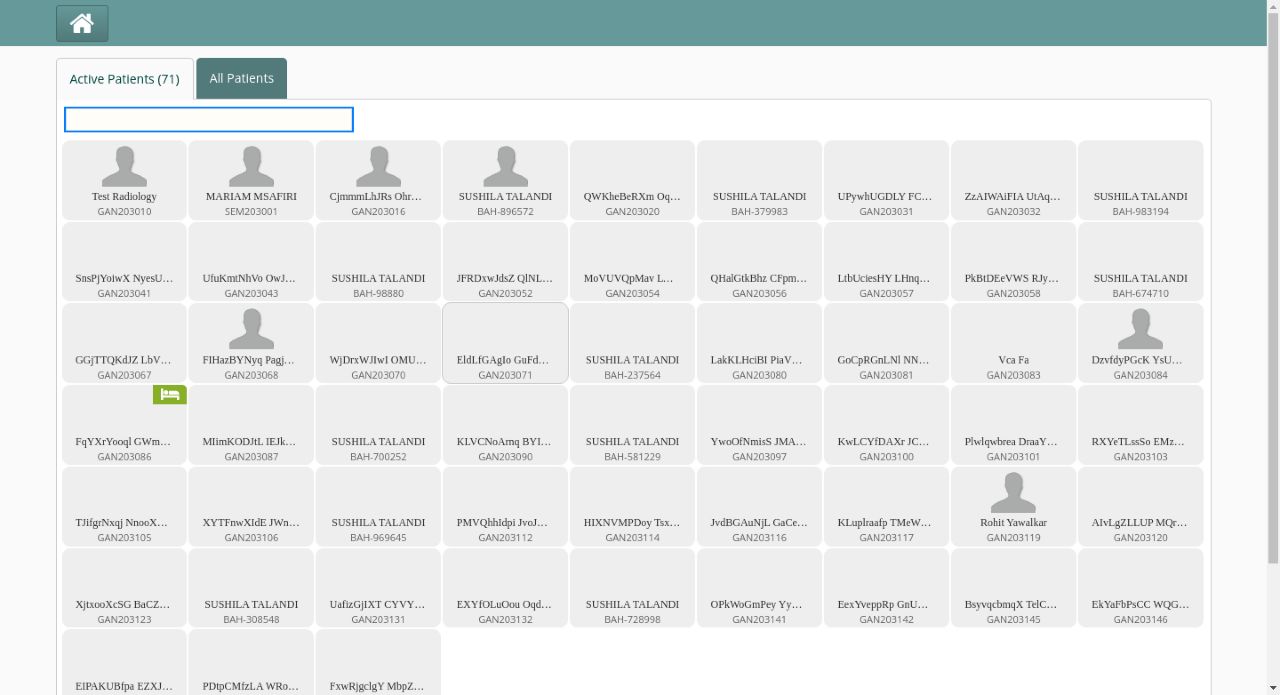 Active Patients (71) All Patients
Test Radiology MARIAM MSAFIRI CjmmmLhJRs Ohr… SUSHILA TALANDI QWKheBeRXm Oq… SUSHILA TALANDI UPywhUGDLY FC… ZzAIWAiFIA UtAq… SUSHILA TALANDI
GAN203010 SEM203001 GAN203016 BAH-896572 GAN203020 BAH-379983 GAN203031 GAN203032 BAH-983194
SnsPjYoiwX NyesU… UfuKmtNhVo OwJ… SUSHILA TALANDI JFRDxwJdsZ QlNL… MoVUVQpMav L… QHalGtkBhz CFpm… LtbUciesHY LHnq… PkBtDEeVWS RJy… SUSHILA TALANDI
GAN203041 GAN203043 BAH-98880 GAN203052 GAN203054 GAN203056 GAN203057 GAN203058 BAH-674710
GGjTTQKdJZ LbV… FIHazBYNyq Pagj… WjDrxWJIwI OMU… EldLfGAgIo GuFd… SUSHILA TALANDI LakKLHciBI PiaV… GoCpRGnLNl NN… Vca Fa DzvfdyPGcK YsU…
GAN203067 GAN203068 GAN203070 GAN203071 BAH-237564 GAN203080 GAN203081 GAN203083 GAN203084
FqYXrYooql GWm… MIimKODJtL IEJk… SUSHILA TALANDI KLVCNoAmq BYI… SUSHILA TALANDI YwoOfNmisS JMA… KwLCYfDAXr JC… Plwlqwbrea DraaY… RXYeTLssSo EMz…
GAN203086 GAN203087 BAH-700252 GAN203090 BAH-581229 GAN203097 GAN203100 GAN203101 GAN203103
TJifgrNxqj NnooX… XYTFnwXIdE JWn… SUSHILA TALANDI PMVQhhIdpi JvoJ… HIXNVMPDoy Tsx… JvdBGAuNjL GaCe… KLuplraafp TMeW… Rohit Yawalkar AIvLgZLLUP MQr…
GAN203105 GAN203106 BAH-969645 GAN203112 GAN203114 GAN203116 GAN203117 GAN203119 GAN203120
XjtxooXcSG BaCZ… SUSHILA TALANDI UafizGjIXT CYVY… EXYfOLuOou Oqd… SUSHILA TALANDI OPkWoGmPey Yy… EexYveppRp GnU… BsyvqcbmqX TelC… EkYaFbPsCC WQG…
GAN203123 BAH-308548 GAN203131 GAN203132 BAH-728998 GAN203141 GAN203142 GAN203145 GAN203146
EIPAKUBfpa EZXJ… PDtpCMfzLA WRo… FxwRjgclgY MbpZ…